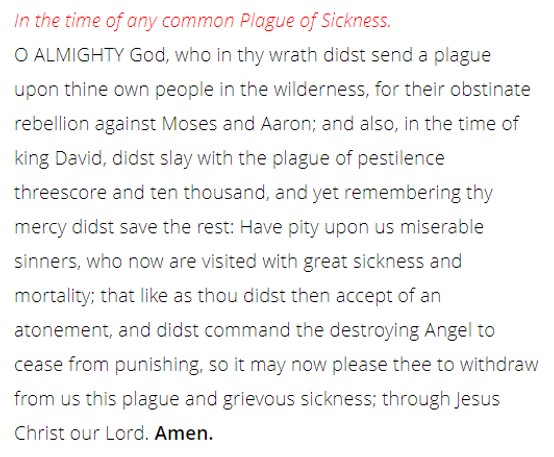 In the time of any common Plague of Sickness.
O ALMIGHTY God, who in thy wrath didst send a plague
upon thine own people in the wilderness, for their obstinate
rebellion against Moses and Aaron; and also, in the time of
king David, didst slay with the plague of pestilence
threescore and ten thousand, and yet remembering thy
mercy didst save the rest: Have pity upon us miserable
sinners, who now are visited with great sickness and
mortality; that like as thou didst then accept of an
atonement, and didst command the destroying Angel to
cease from punishing, so it may now please thee to withdraw
from us this plague and grievous sickness; through Jesus
Christ our Lord. Amen.